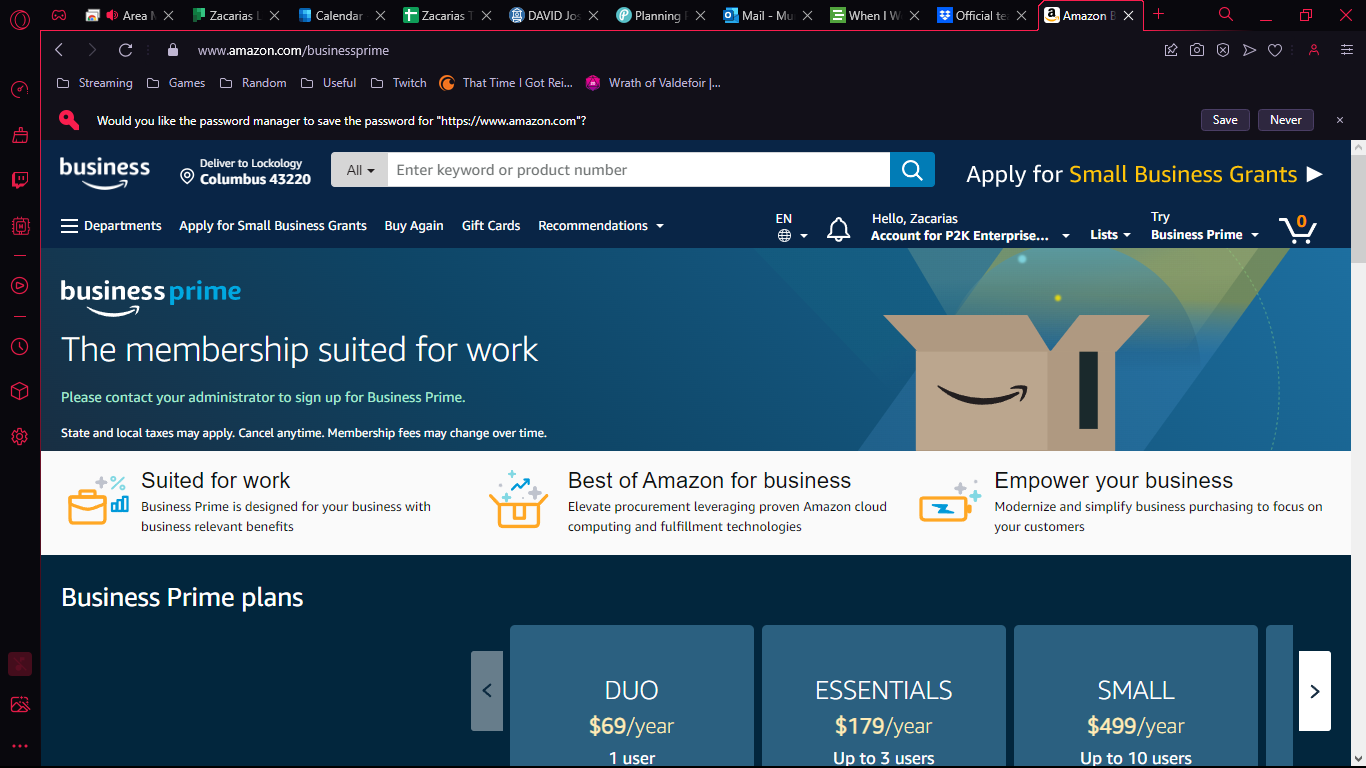 Area M
Zacarias L
Calendar
Zacarias T
DAVID Jos
Planning
Mail - Mu
When I W
Official te
Amazon B
www.amazon.com/businessprime
Streaming
Games
Random
Useful
Twitch
That Time I Got Rei...
Wrath of Valdefoir |...
Would you like the password manager to save the password for "https://www.amazon.com"?
Save
Never
business
Deliver to Lockology
Columbus 43220
All
Enter keyword or product number
Apply for Small Business Grants
Departments
Apply for Small Business Grants
Buy Again
Gift Cards
Recommendations
EN
Hello, Zacarias
Account for P2K Enterprise...
Lists
Try
Business Prime
0
business prime
The membership suited for work
Please contact your administrator to sign up for Business Prime.
State and local taxes may apply. Cancel anytime. Membership fees may change over time.
Suited for work
Business Prime is designed for your business with
business relevant benefits
Best of Amazon for business
Elevate procurement leveraging proven Amazon cloud
computing and fulfillment technologies
Empower your business
Modernize and simplify business purchasing to focus on
your customers
Business Prime plans
DUO
$69/year
1 user
ESSENTIALS
$179/year
Up to 3 users
SMALL
$499/year
Up to 10 users